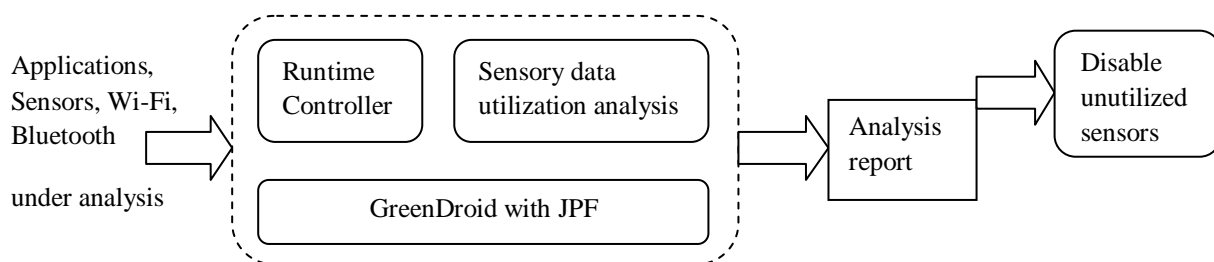 Applications,
Sensors, Wi-Fi,
Bluetooth
under analysis
Runtime
Controller
Sensory data
utilization analysis
GreenDroid with JPF
Analysis
report
Disable
unutilized
sensors